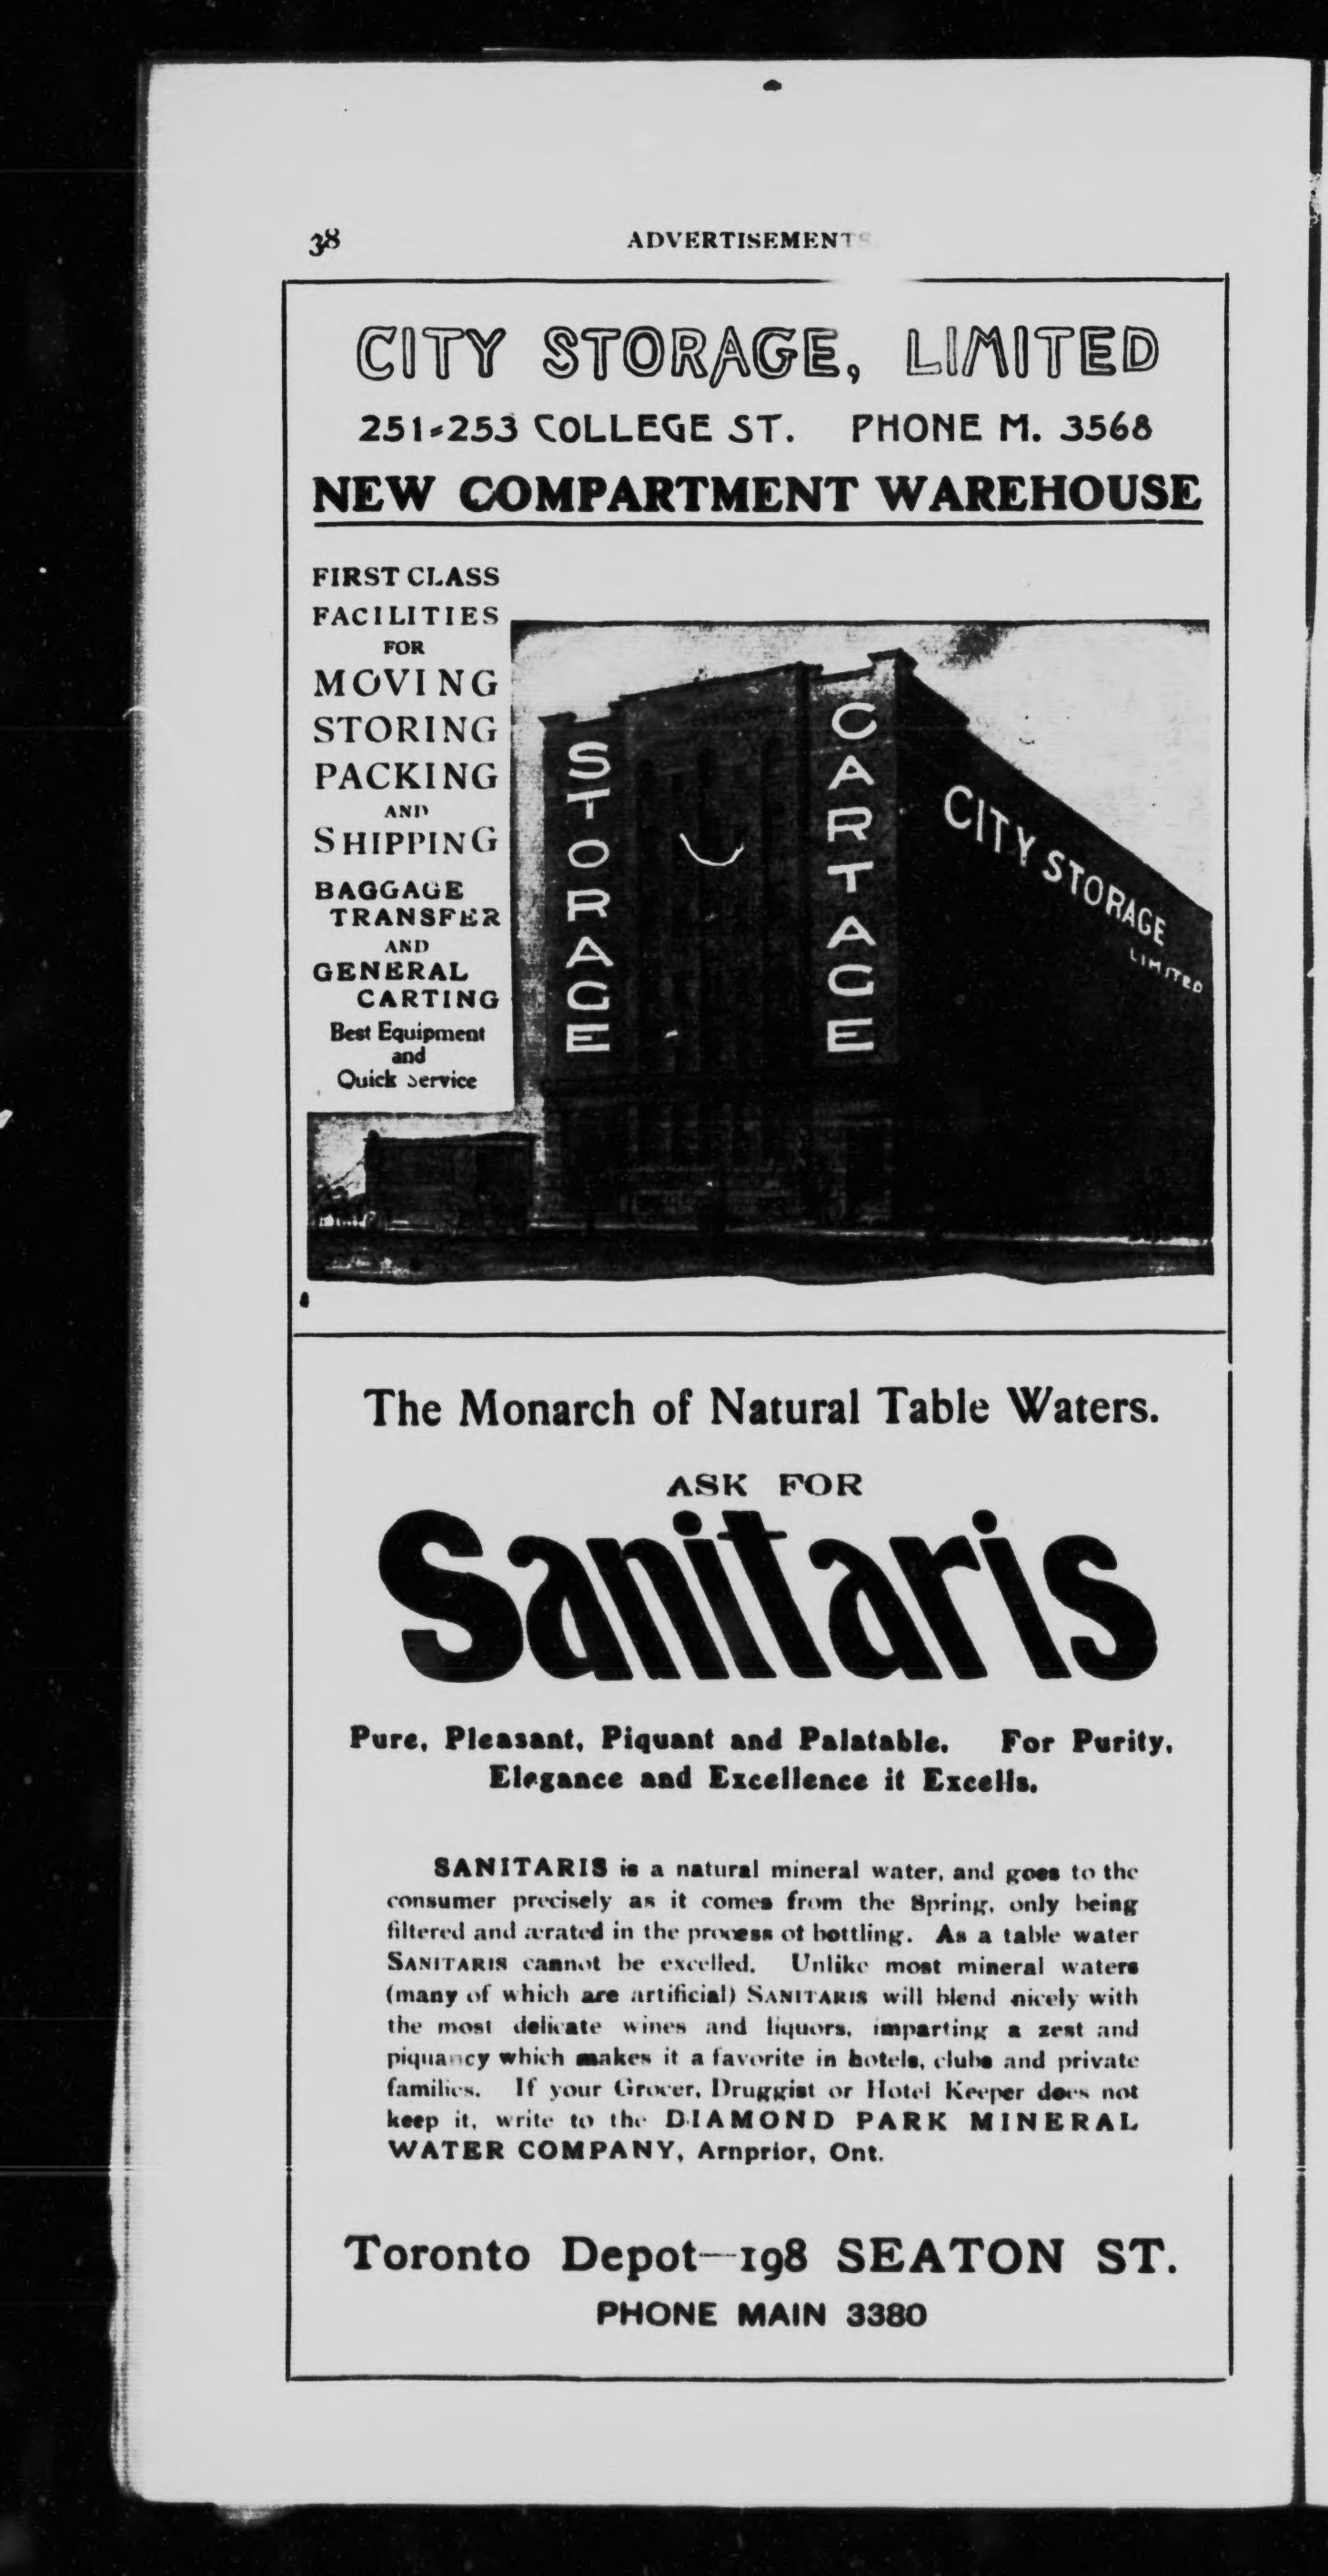 38
ADVERTISEMENTS
CITY STORAGE, LIMITED
251-253 COLLEGE ST. PHONE M. 3568
NEW COMPARTMENT WAREHOUSE
FIRST CLASS
FACILITIES
FOR
MOVING
STORING
PACKING
AND
SHIPPING
BAGGAGE
TRANSFER
AND
GENERAL
CARTING
Best Equipment
and
Quick Service
STORAGE
CARTAGE
CITY STORAGE
LIMITED
The Monarch of Natural Table Waters.
ASK FOR
Sanitaris
Pure, Pleasant, Piquant and Palatable. For Purity,
Elegance and Excellence it Excells.
SANITARIS is a natural mineral water, and goes to the
consumer precisely as it comes from the Spring, only being
filtered and ærated in the process of bottling. As a table water
SANITARIS cannot be excelled. Unlike most mineral waters
(many of which are artificial) SANITARIS will blend nicely with
the most delicate wines and liquors, imparting a zest and
piquancy which makes it a favorite in hotels, clubs and private
families. If your Grocer, Druggist or Hotel Keeper does not
keep it, write to the DIAMOND PARK MINERAL
WATER COMPANY, Arnprior, Ont.
Toronto Depot—198 SEATON ST.
PHONE MAIN 3380